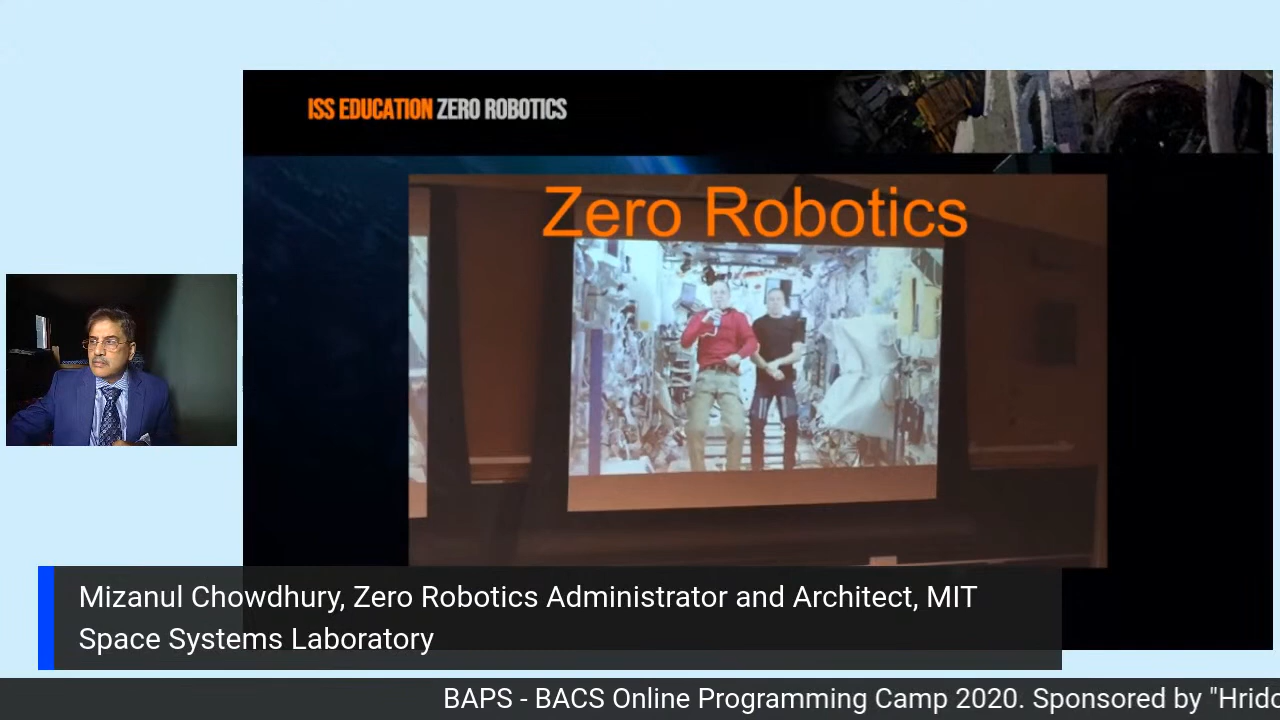 ISS EDUCATION ZERO ROBOTICS
Zero Robotics
Mizanul Chowdhury, Zero Robotics Administrator and Architect, MIT
Space Systems Laboratory
BAPS - BACS Online Programming Camp 2020. Sponsored by "Hrido